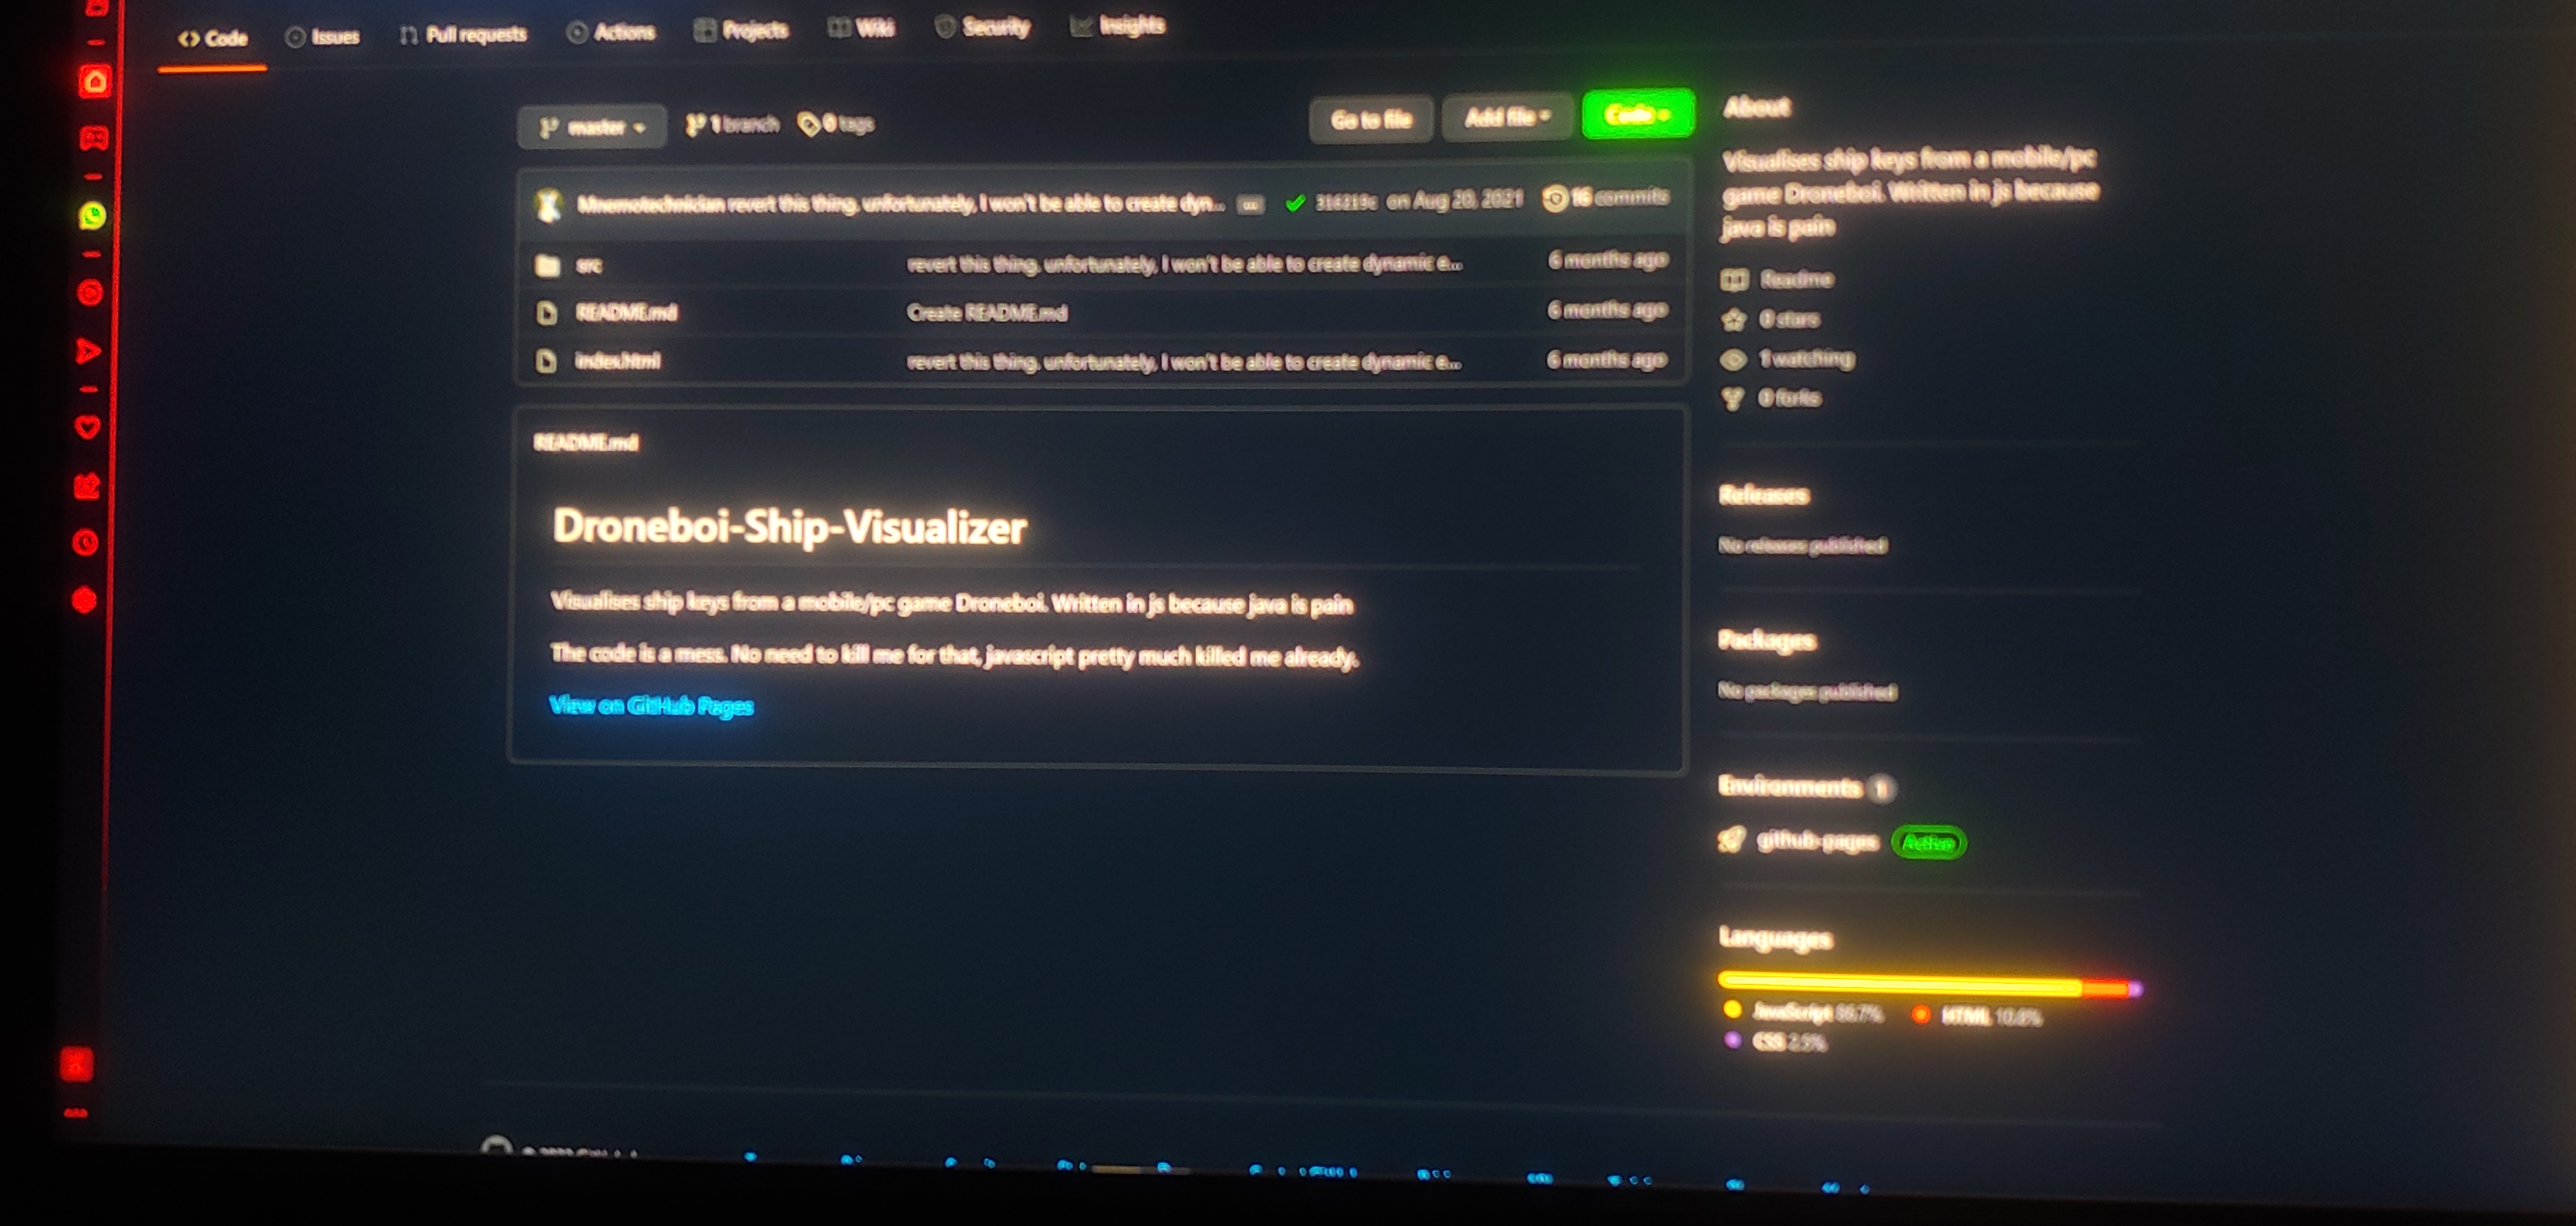 Code Issues Pull requests Actions Projects Wiki Security Insights
master 1 branch 0 tags Go to file Add file Code
Mnemotechnician revert this thing. unfortunately, I won't be able to create dyn... ... on Aug 20, 2021 16 commits
src revert this thing. unfortunately, I won't be able to create dynamic e... 6 months ago
README.md Create README.md 6 months ago
index.html revert this thing. unfortunately, I won't be able to create dynamic e... 6 months ago
README.md
Droneboi-Ship-Visualizer
Visualises ship keys from a mobile/pc game Droneboi. Written in js because java is pain
The code is a mess. No need to kill me for that, javascript pretty much killed me already.
View on GitHub Pages
About
Visualises ship keys from a mobile/pc
game Droneboi. Written in js because
java is pain
Readme
0 stars
1 watching
0 forks
Releases
No releases published
Packages
No packages published
Environments 1
github-pages Active
Languages
JavaScript 86.7% HTML 10.8%
CSS 2.5%